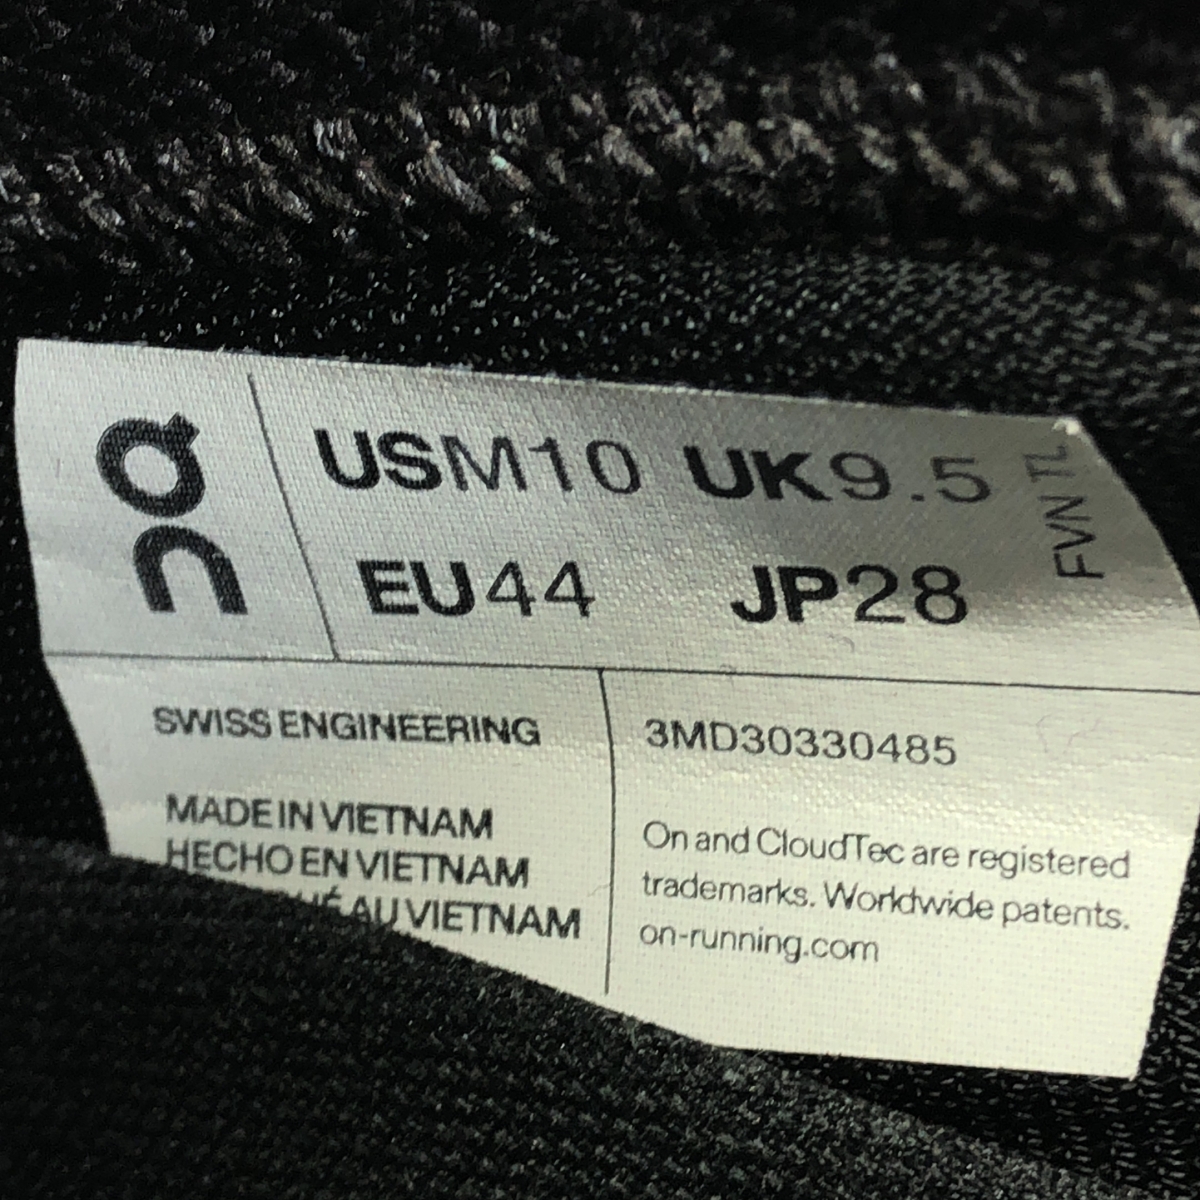 On
USM10 UK9.5
EU44 JP28
FVN TL
SWISS ENGINEERING
MADE IN VIETNAM
HECHO EN VIETNAM
AU VIETNAM
3MD30330485
On and CloudTec are registered
trademarks. Worldwide patents.
on-running.com